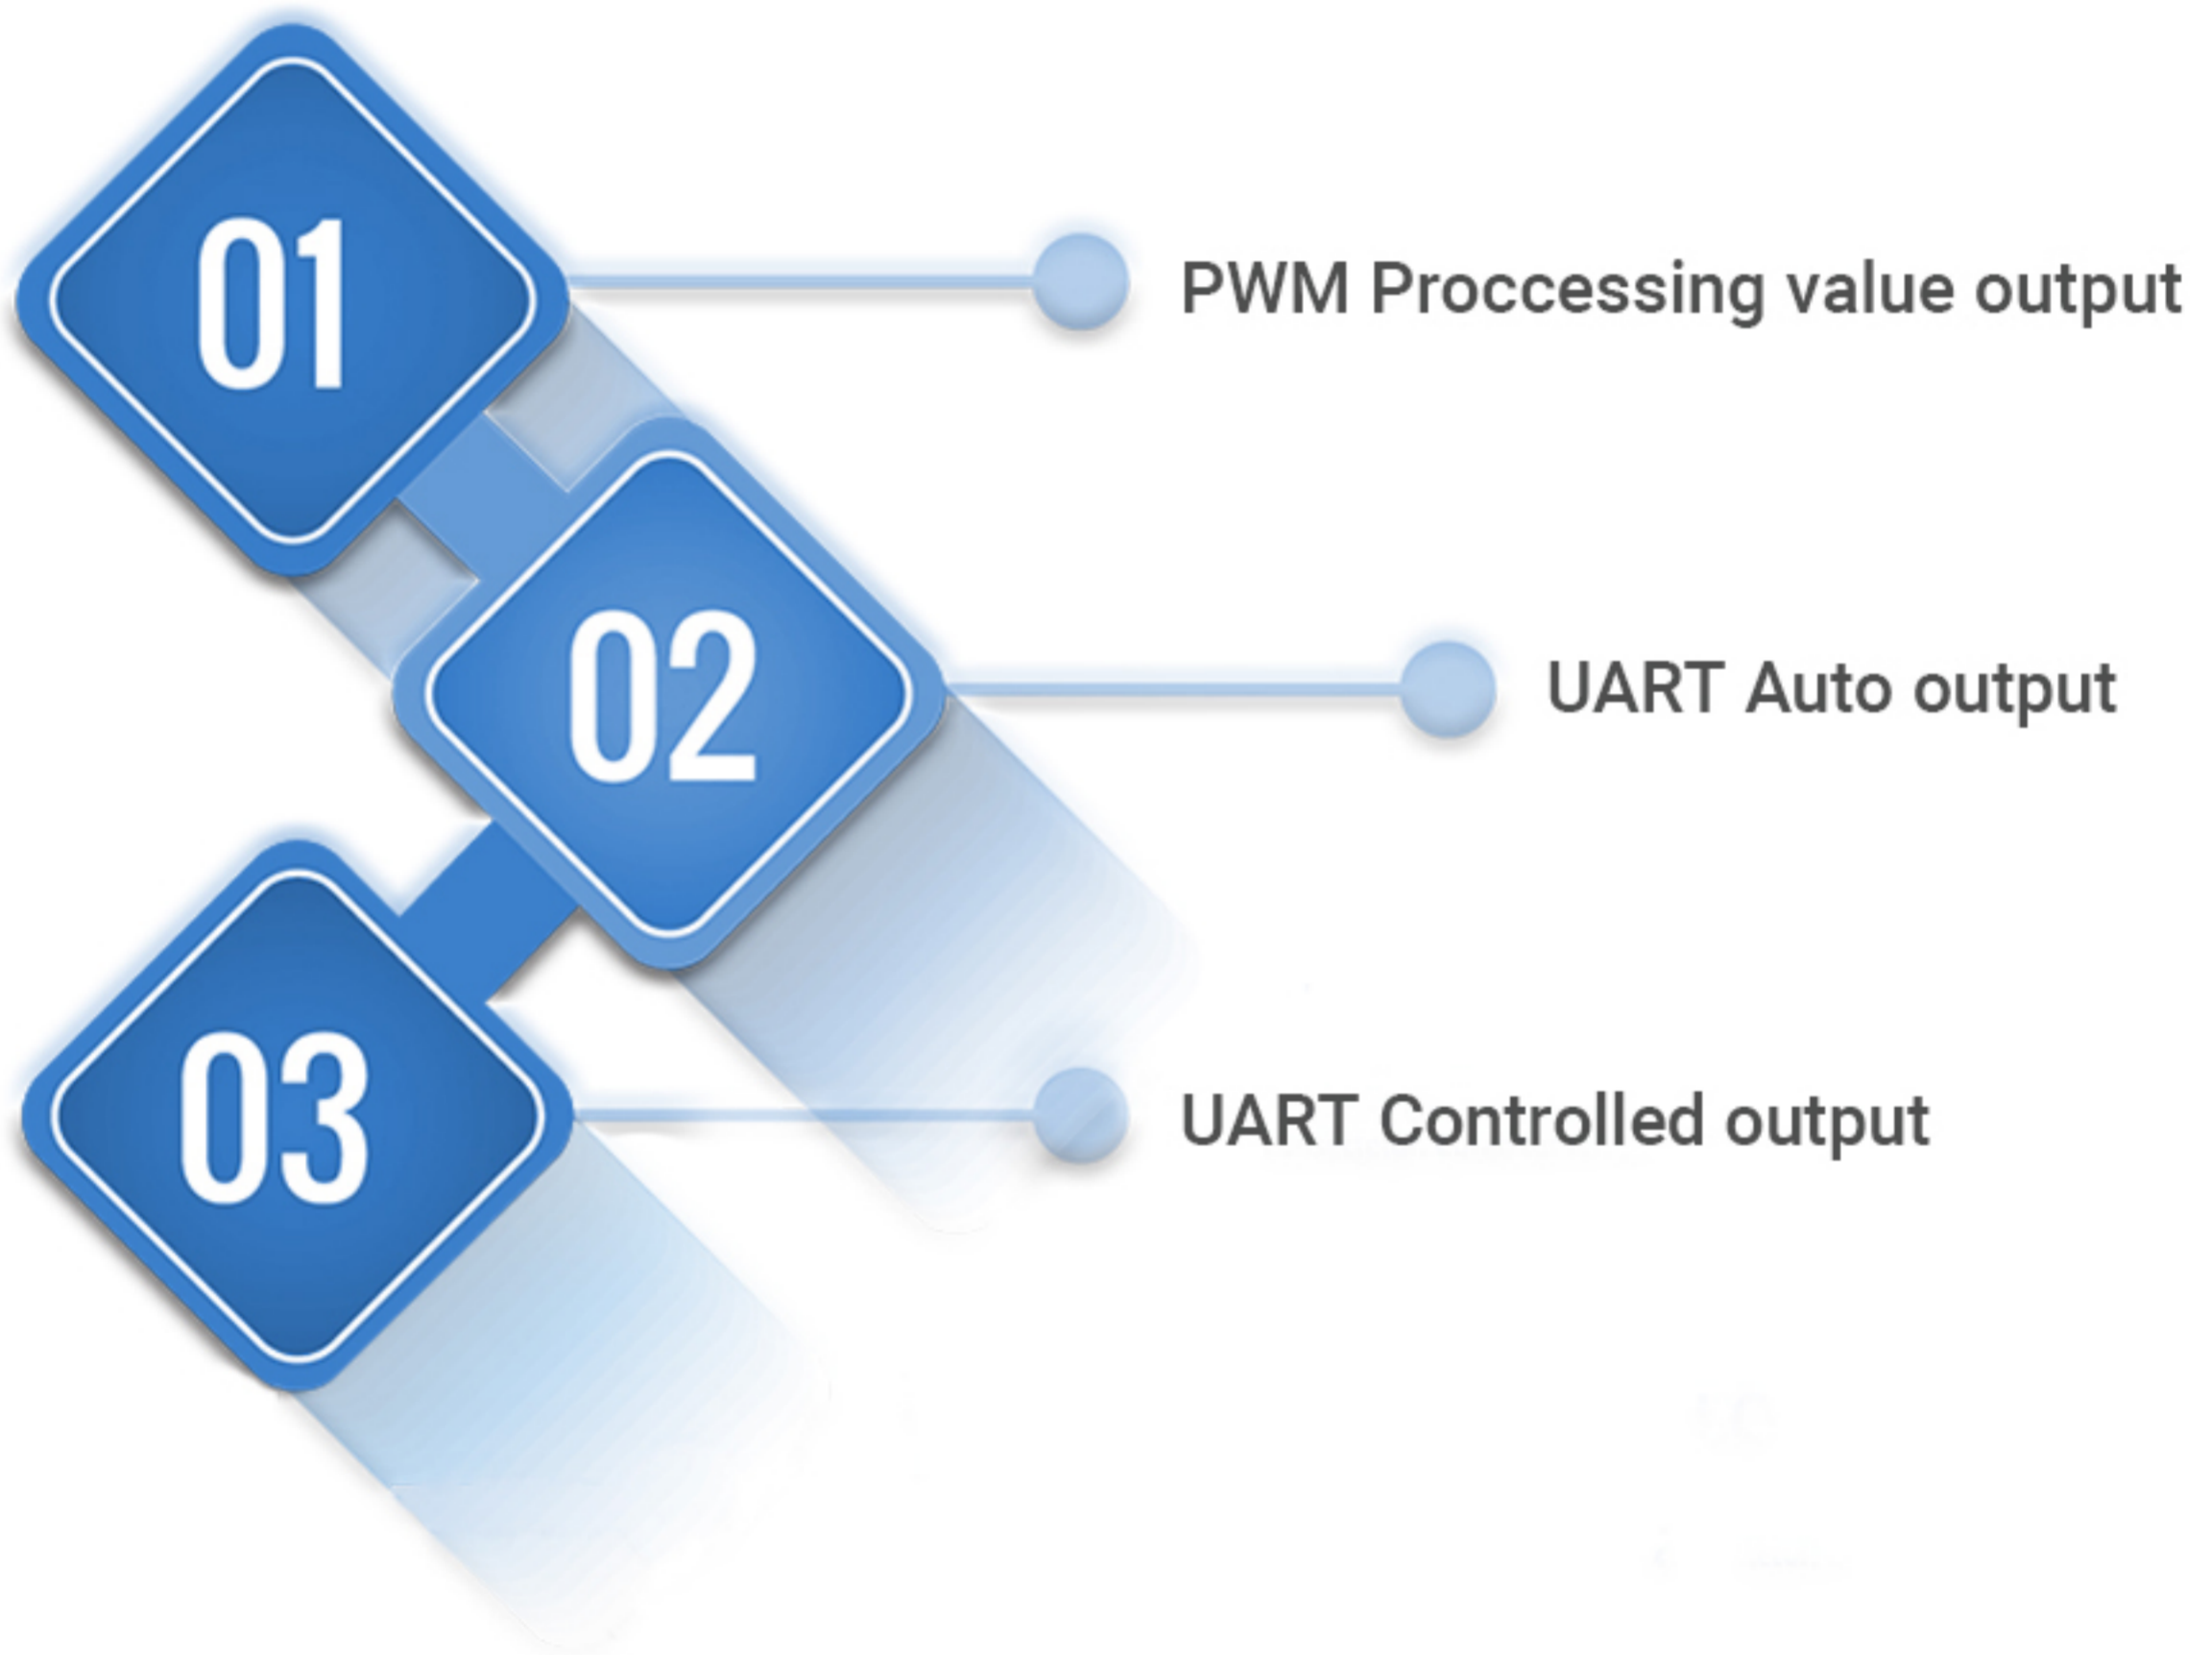 01
PWM Proccessing value output
02
UART Auto output
03
UART Controlled output